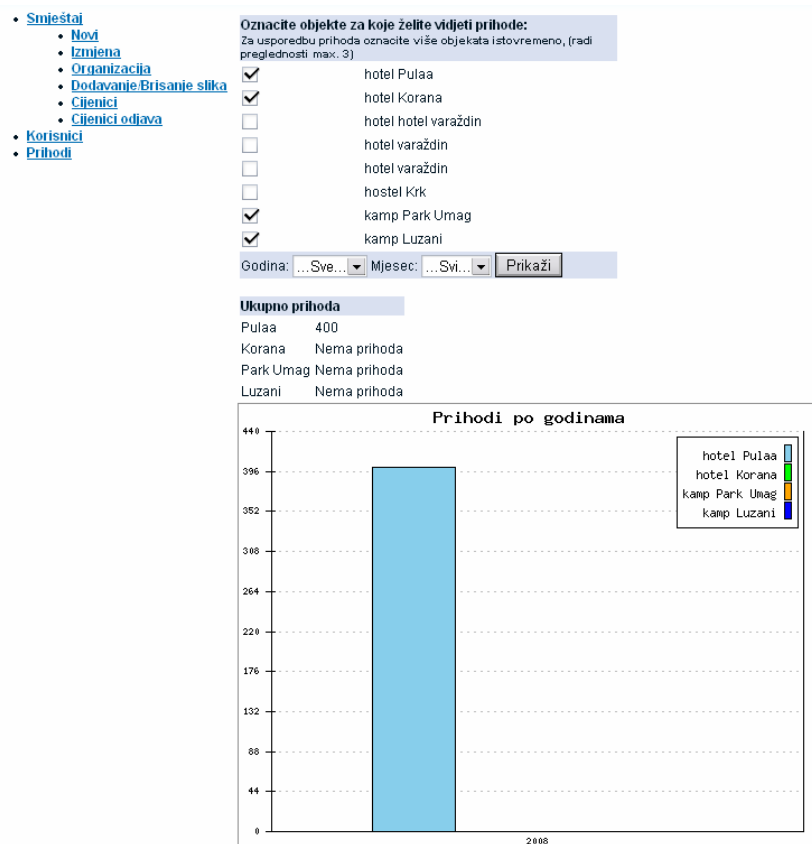 Smještaj
Novi
Izmjena
Organizacija
Dodavanje/Brisanje slika
Cijenici
Cijenici odjava
Korisnici
Prihodi
Oznacite objekte za koje želite vidjeti prihode:
Za usporedbu prihoda oznacite više objekata istovremeno, (radi
preglednosti max. 3)
hotel Pulaa
hotel Korana
hotel hotel varaždin
hotel varaždin
hotel varaždin
hostel Krk
kamp Park Umag
kamp Luzani
Godina: ...Sve... Mjesec: ...Svi... Prikaži
Ukupno prihoda
Pulaa 400
Korana Nema prihoda
Park Umag Nema prihoda
Luzani Nema prihoda
Prihodi po godinama
440
396
352
308
264
220
176
132
88
44
0
hotel Pulaa
hotel Korana
kamp Park Umag
kamp Luzani
2008